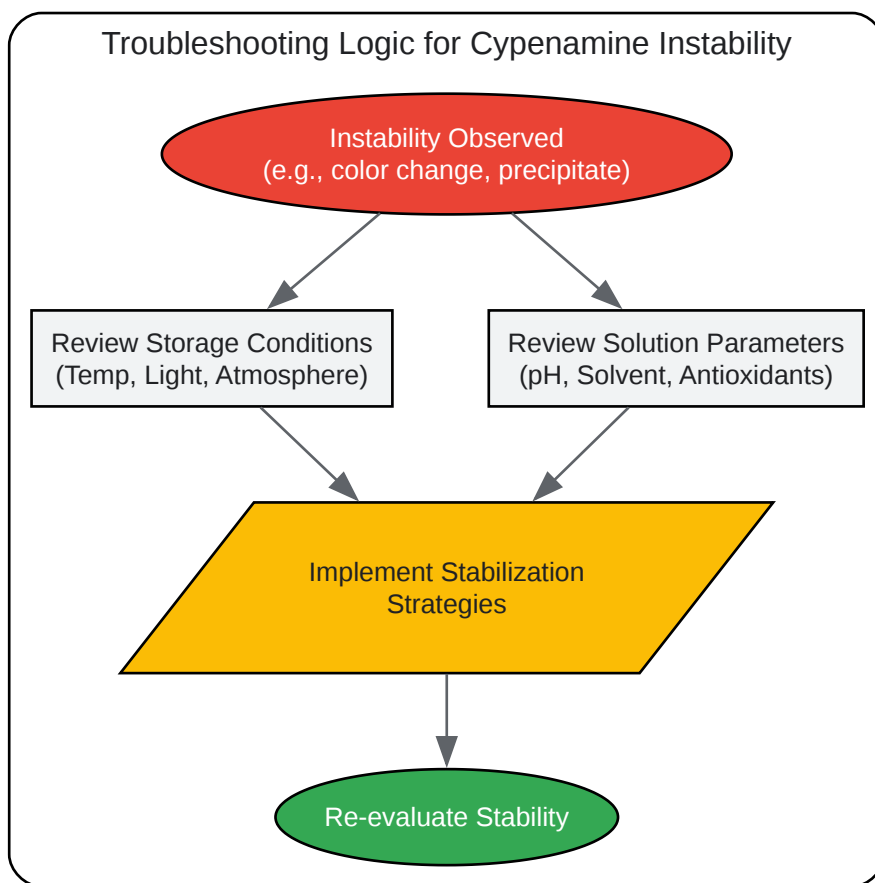 Troubleshooting Logic for Cypenamine Instability
Instability Observed
(e.g., color change, precipitate)
Review Storage Conditions
(Temp, Light, Atmosphere)
Review Solution Parameters
(pH, Solvent, Antioxidants)
Implement Stabilization
Strategies
Re-evaluate Stability